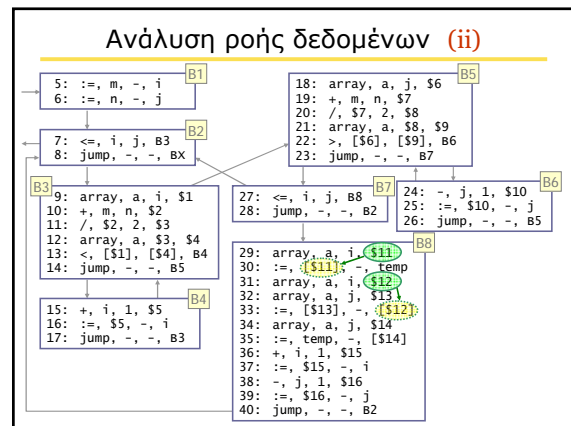 Ανάλυση ροής δεδομένων (ii)
B1
5: :=, m, -, i
6: :=, n, -, j
B2
7: <=, i, j, B3
8: jump, -, -, BX
B3
9: array, a, i, $1
10: +, m, n, $2
11: /, $2, 2, $3
12: array, a, $3, $4
13: <, [$1], [$4], B4
14: jump, -, -, B5
B4
15: +, i, 1, $5
16: :=, $5, -, i
17: jump, -, -, B3
B5
18: array, a, j, $6
19: +, m, n, $7
20: /, $7, 2, $8
21: array, a, $8, $9
22: >, [$6], [$9], B6
23: jump, -, -, B7
B6
24: -, j, 1, $10
25: :=, $10, -, j
26: jump, -, -, B5
B7
27: <=, i, j, B8
28: jump, -, -, B2
B8
29: array, a, i, $11
30: :=, [$11], -, temp
31: array, a, i, $12
32: array, a, j, $13
33: :=, [$13], -, [$12]
34: array, a, j, $14
35: :=, temp, -, [$14]
36: +, i, 1, $15
37: :=, $15, -, i
38: -, j, 1, $16
39: :=, $16, -, j
40: jump, -, -, B2